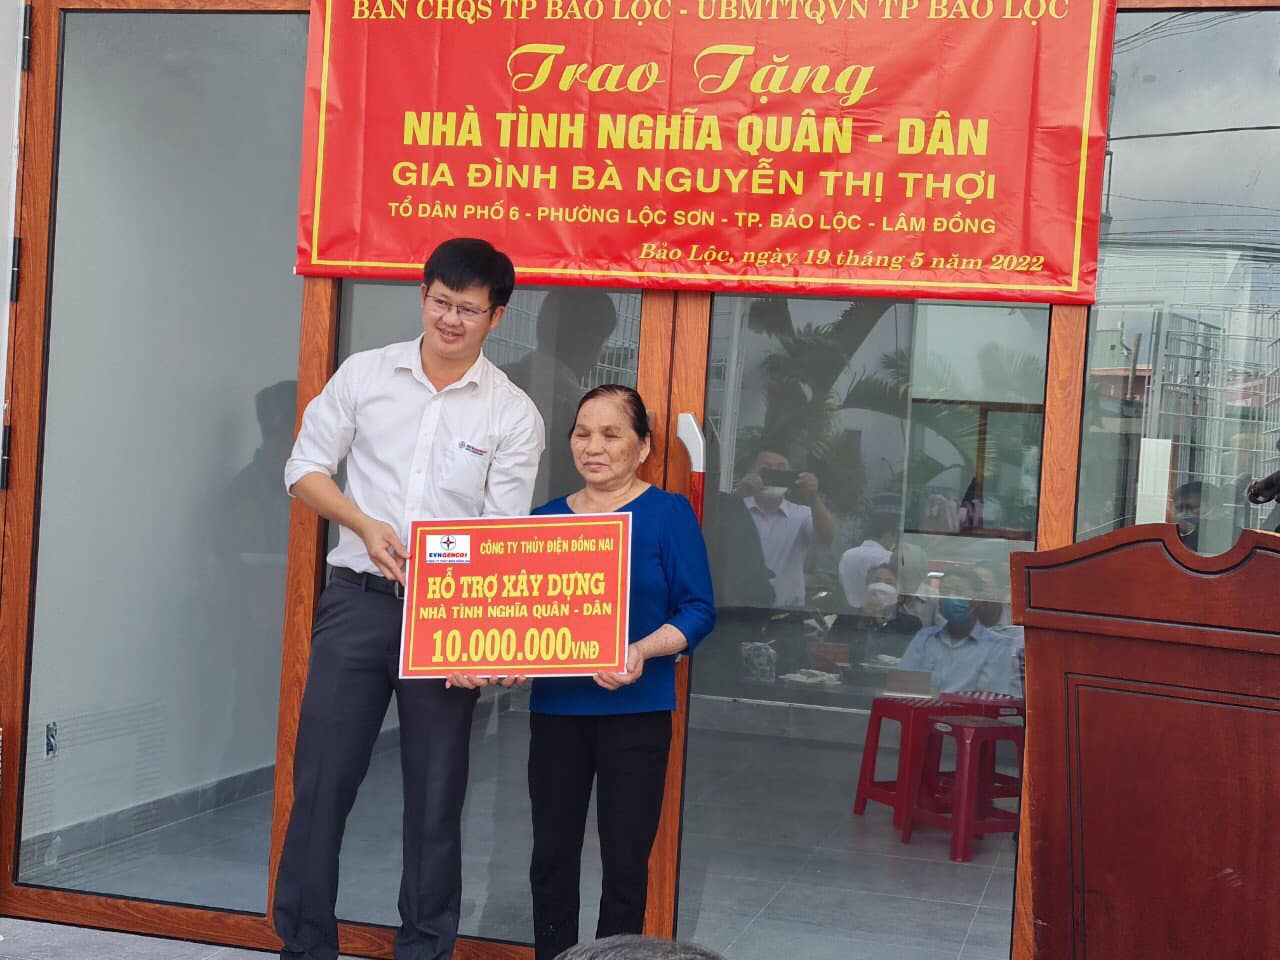 BAN CHQS TP BẢO LỘC - UBMTTQVN TP BẢO LỘC
Trao Tặng
NHÀ TÌNH NGHĨA QUÂN - DÂN
GIA ĐÌNH BÀ NGUYỄN THỊ THỢI
TỔ DÂN PHỐ 6 - PHƯỜNG LỘC SƠN - TP. BẢO LỘC - LÂM ĐỒNG
Bảo Lộc, ngày 19 tháng 5 năm 2022
EVNGENCO1
CÔNG TY THỦY ĐIỆN ĐỒNG NAI
HỖ TRỢ XÂY DỰNG
NHÀ TÌNH NGHĨA QUÂN - DÂN
10.000.000VNĐ